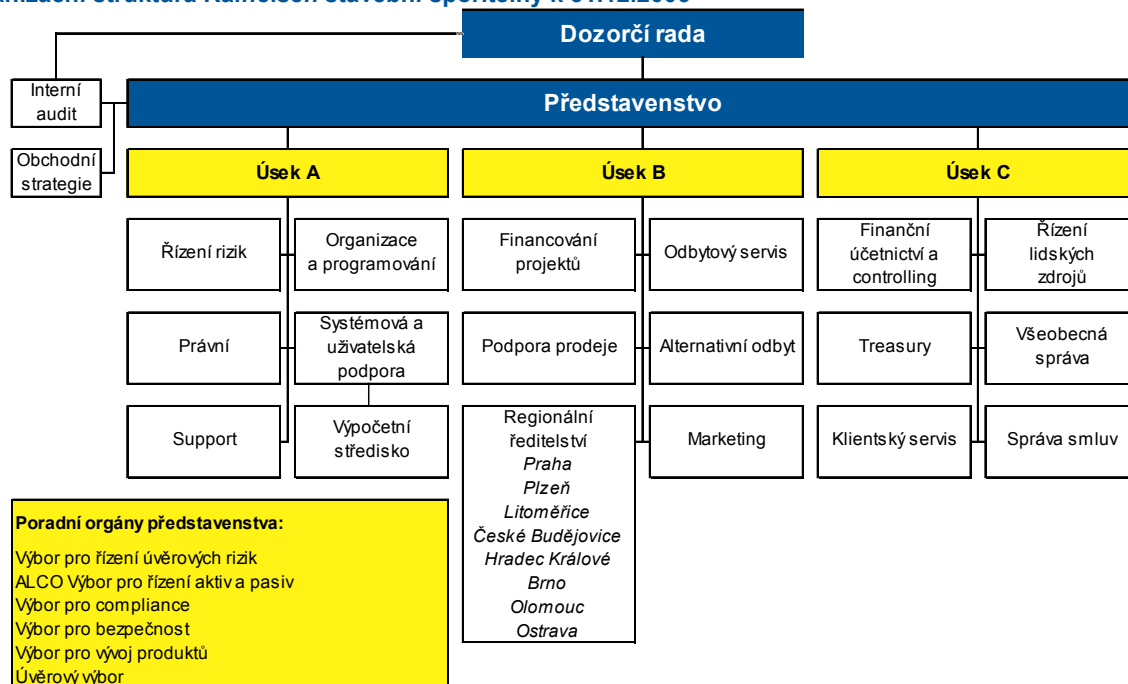 Dozorčí rada
Interní
audit
Představenstvo
Obchodní
strategie
Úsek A
Úsek B
Úsek C
Řízení rizik
Organizace
a programování
Financování
projektů
Odbytový servis
Finanční
účetnictví a
controlling
Řízení
lidských
zdrojů
Právní
Systémová a
uživatelská
podpora
Podpora prodeje
Alternativní odbyt
Treasury
Všeobecná
správa
Support
Výpočetní
středisko
Regionální
ředitelství
Praha
Plzeň
Litoměřice
České Budějovice
Hradec Králové
Brno
Olomouc
Ostrava
Marketing
Klientský servis
Správa smluv
Poradní orgány představenstva:
Výbor pro řízení úvěrových rizik
ALCO Výbor pro řízení aktiv a pasiv
Výbor pro compliance
Výbor pro bezpečnost
Výbor pro vývoj produktů
Úvěrový výbor